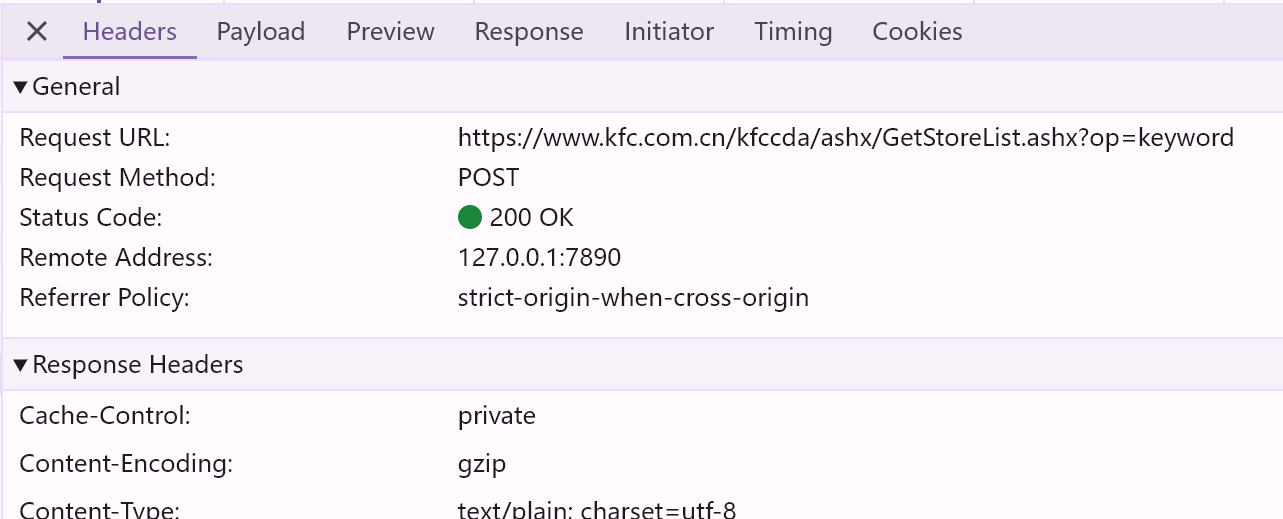 Headers Payload Preview Response Initiator Timing Cookies
General
Request URL: https://www.kfc.com.cn/kfccda/ashx/GetStoreList.ashx?op=keyword
Request Method: POST
Status Code: 200 OK
Remote Address: 127.0.0.1:7890
Referrer Policy: strict-origin-when-cross-origin
Response Headers
Cache-Control: private
Content-Encoding: gzip
Content-Type: text/plain; charset=utf-8